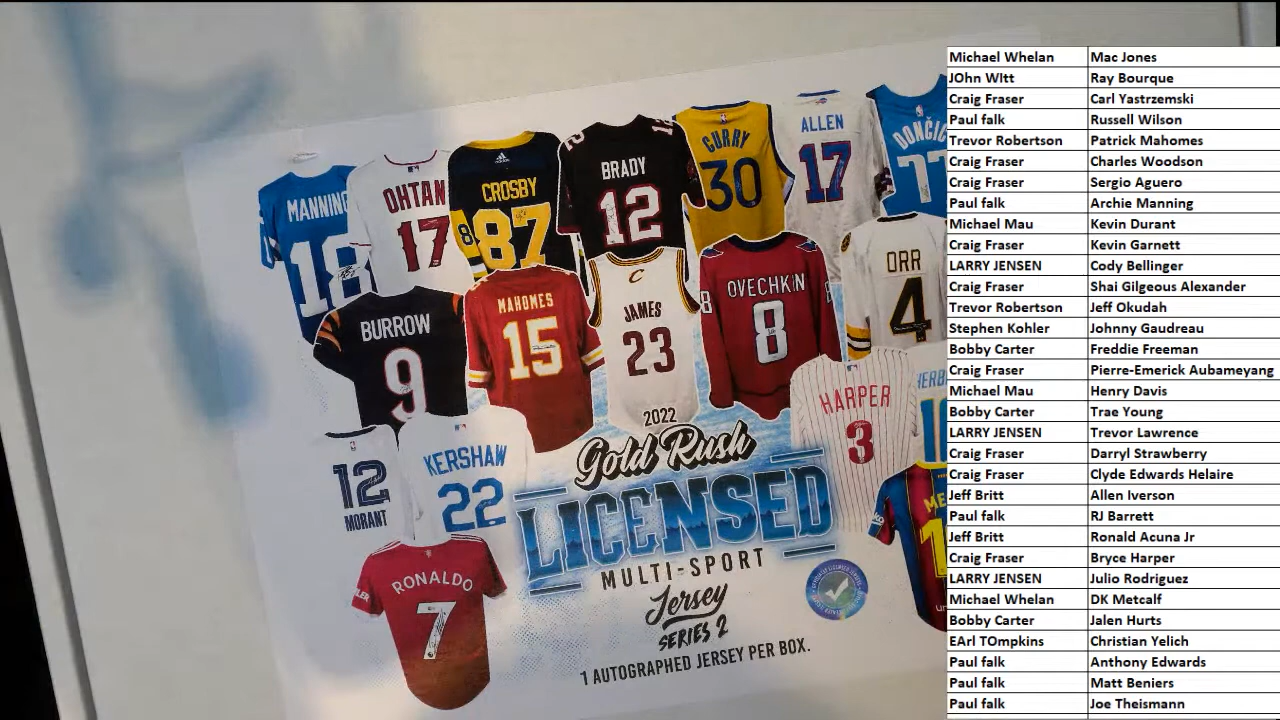 MANNING
18
OHTAN
17
CROSBY
87
BRADY
12
12
CURRY
30
ALLEN
17
DONČIĆ
77
BURROW
9
MAHOMES
15
C
JAMES
23
OVECHKIN
8
8
8
ORR
4
HARPER
3
HERB
12
MORANT
KERSHAW
22
RONALDO
7
ME
2022
Gold Rush
LICENSED
MULTI-SPORT
Jersey
SERIES 2
1 AUTOGRAPHED JERSEY PER BOX.
Michael Whelan Mac Jones
JOhn WItt Ray Bourque
Craig Fraser Carl Yastrzemski
Paul falk Russell Wilson
Trevor Robertson Patrick Mahomes
Craig Fraser Charles Woodson
Craig Fraser Sergio Aguero
Paul falk Archie Manning
Michael Mau Kevin Durant
Craig Fraser Kevin Garnett
LARRY JENSEN Cody Bellinger
Craig Fraser Shai Gilgeous Alexander
Trevor Robertson Jeff Okudah
Stephen Kohler Johnny Gaudreau
Bobby Carter Freddie Freeman
Craig Fraser Pierre-Emerick Aubameyang
Michael Mau Henry Davis
Bobby Carter Trae Young
LARRY JENSEN Trevor Lawrence
Craig Fraser Darryl Strawberry
Craig Fraser Clyde Edwards Helaire
Jeff Britt Allen Iverson
Paul falk RJ Barrett
Jeff Britt Ronald Acuna Jr
Craig Fraser Bryce Harper
LARRY JENSEN Julio Rodriguez
Michael Whelan DK Metcalf
Bobby Carter Jalen Hurts
EArl TOmpkins Christian Yelich
Paul falk Anthony Edwards
Paul falk Matt Beniers
Paul falk Joe Theismann